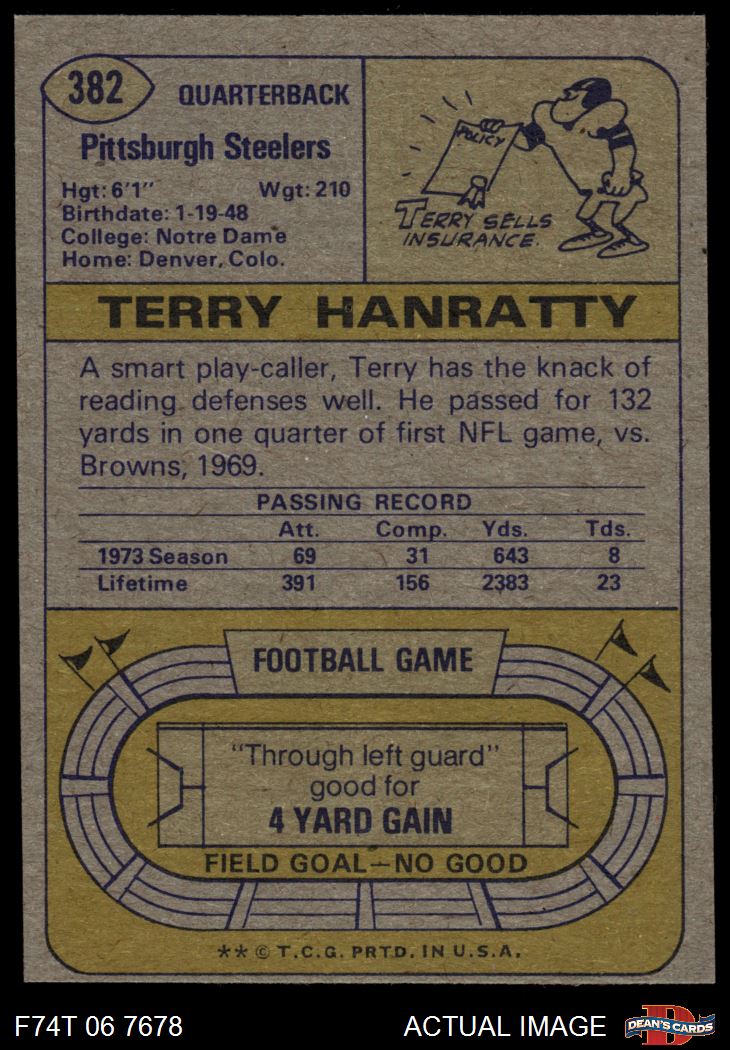 382
QUARTERBACK
Pittsburgh Steelers
Hgt: 6'1" Wgt: 210
Birthdate: 1-19-48
College: Notre Dame
Home: Denver, Colo.
POLICY
TERRY SELLS
INSURANCE.
TERRY HANRATTY
A smart play-caller, Terry has the knack of
reading defenses well. He passed for 132
yards in one quarter of first NFL game, vs.
Browns, 1969.
PASSING RECORD
Att. Comp. Yds. Tds.
1973 Season 69 31 643 8
Lifetime 391 156 2383 23
FOOTBALL GAME
"Through left guard"
good for
4 YARD GAIN
FIELD GOAL—NO GOOD
** © T.C.G. PRTD. IN U.S.A.
F74T 06 7678 ACTUAL IMAGE
D
DEAN'S CARDS